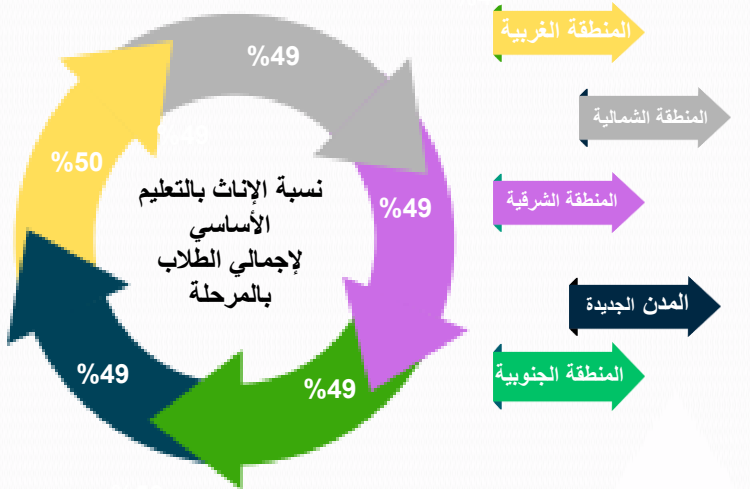 %49
%50
%49
%49
%49
نسبة الإناث بالتعليم
الأساسي
لإجمالي الطلاب
بالمرحلة
المنطقة الغربية
المنطقة الشمالية
المنطقة الشرقية
المدن الجديدة
المنطقة الجنوبية